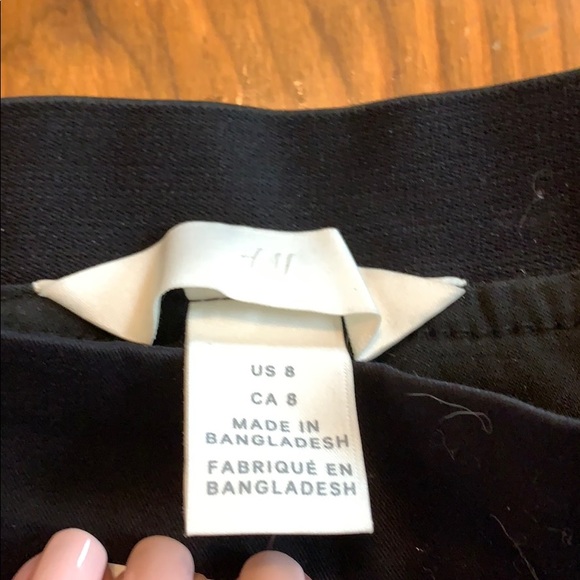 H&M
US 8
CA 8
MADE IN
BANGLADESH
FABRIQUÉ EN
BANGLADESH